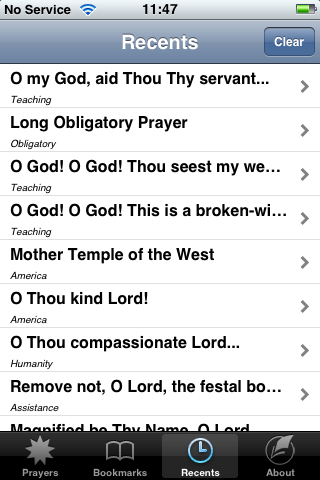 No Service 11:47
Recents Clear
O my God, aid Thou Thy servant...
Teaching
Long Obligatory Prayer
Obligatory
O God! O God! Thou seest my we...
Teaching
O God! O God! This is a broken-wi...
Teaching
Mother Temple of the West
America
O Thou kind Lord!
America
O Thou compassionate Lord...
Humanity
Remove not, O Lord, the festal bo...
Assistance
Magnified be Thy Name, O Lord
Prayers Bookmarks Recents About